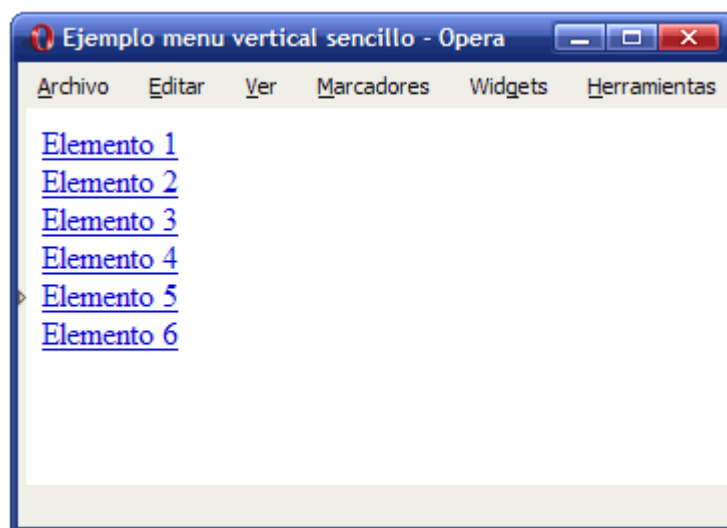 Ejemplo menu vertical sencillo - Opera
Archivo Editar Ver Marcadores Widgets Herramientas
Elemento 1
Elemento 2
Elemento 3
Elemento 4
Elemento 5
Elemento 6